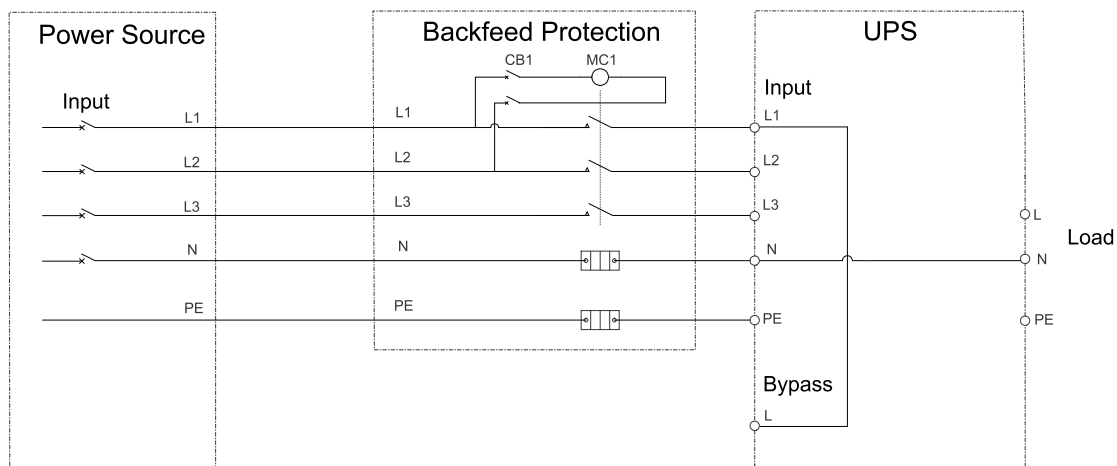 Power Source
Backfeed Protection
UPS
CB1
MC1
Input
Input
L1
L1
L1
L2
L2
L2
L3
L3
L3
L
Load
N
N
N
N
PE
PE
PE
PE
Bypass
L